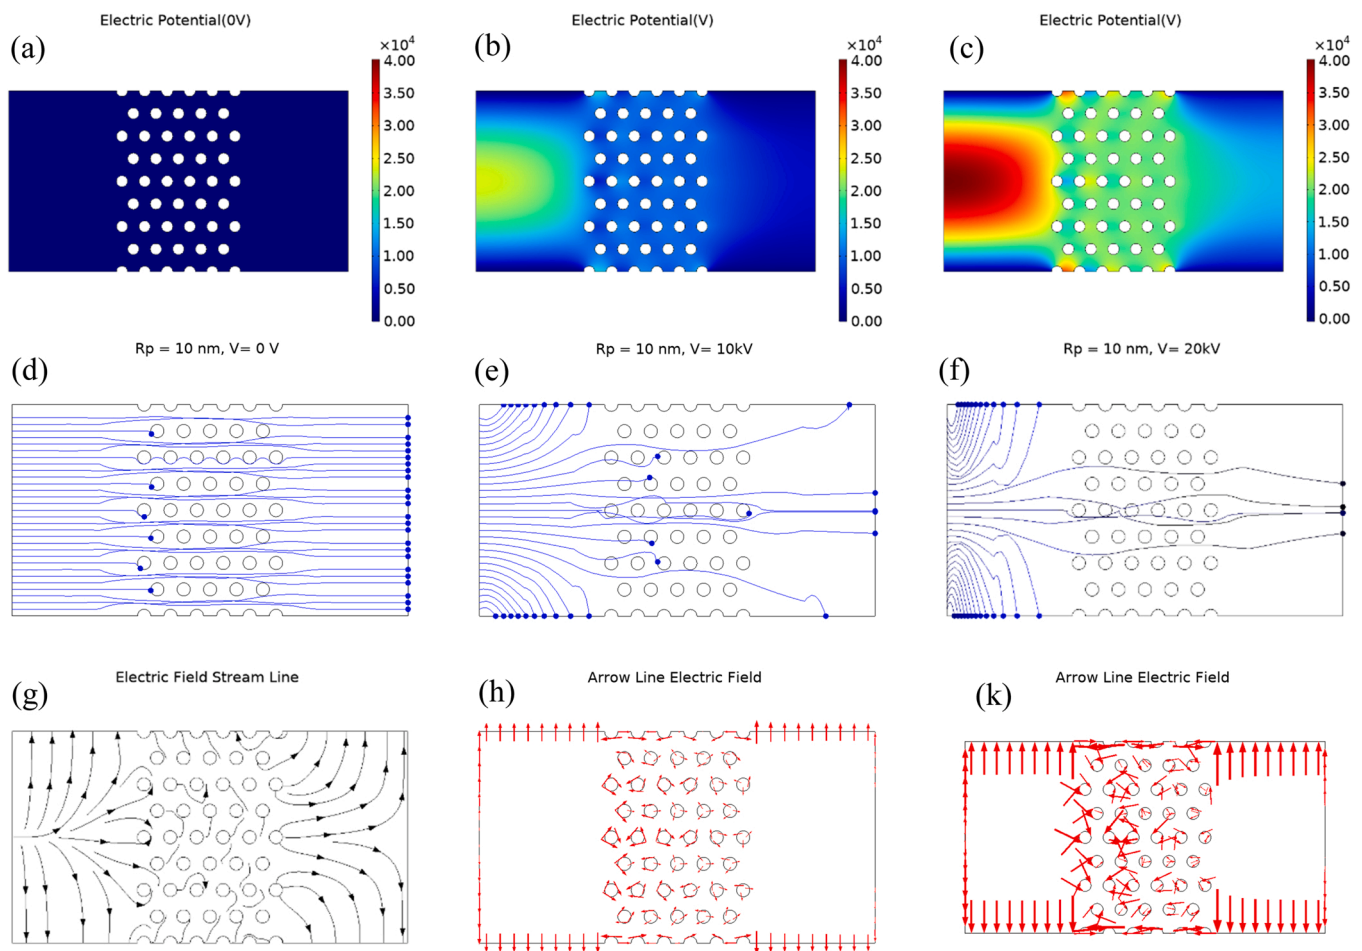 Electric Potential(0V)
(a)
×10⁴
4.00
3.50
3.00
2.50
2.00
1.50
1.00
0.50
0.00
Electric Potential(V)
(b)
×10⁴
4.00
3.50
3.00
2.50
2.00
1.50
1.00
0.50
0.00
Electric Potential(V)
(c)
×10⁴
4.00
3.50
3.00
2.50
2.00
1.50
1.00
0.50
0.00
Rp = 10 nm, V= 0 V
(d)
Rp = 10 nm, V= 10kV
(e)
Rp = 10 nm, V= 20kV
(f)
Electric Field Stream Line
(g)
Arrow Line Electric Field
(h)
Arrow Line Electric Field
(k)